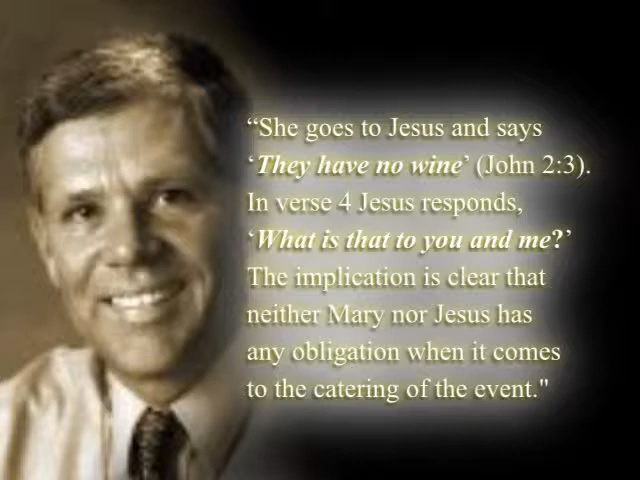 “She goes to Jesus and says
‘They have no wine’ (John 2:3).
In verse 4 Jesus responds,
‘What is that to you and me?’
The implication is clear that
neither Mary nor Jesus has
any obligation when it comes
to the catering of the event."